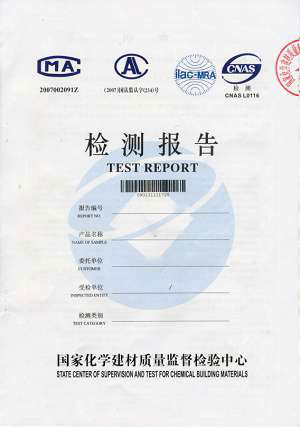 CMA
AL
ilac-MRA
CNAS
检 测
2007002091Z
(2007)国认监认字(214)号
CNAS L0116
检测报告
TEST REPORT
报告编号
REPORT NO.
产品名称
NAME OF SAMPLE
委托单位
CUSTOMER
受检单位
INSPECTED ENTITY
/
检测类别
TEST CATEGORY
国家化学建材质量监督检验中心
STATE CENTER OF SUPERVISION AND TEST FOR CHEMICAL BUILDING MATERIALS